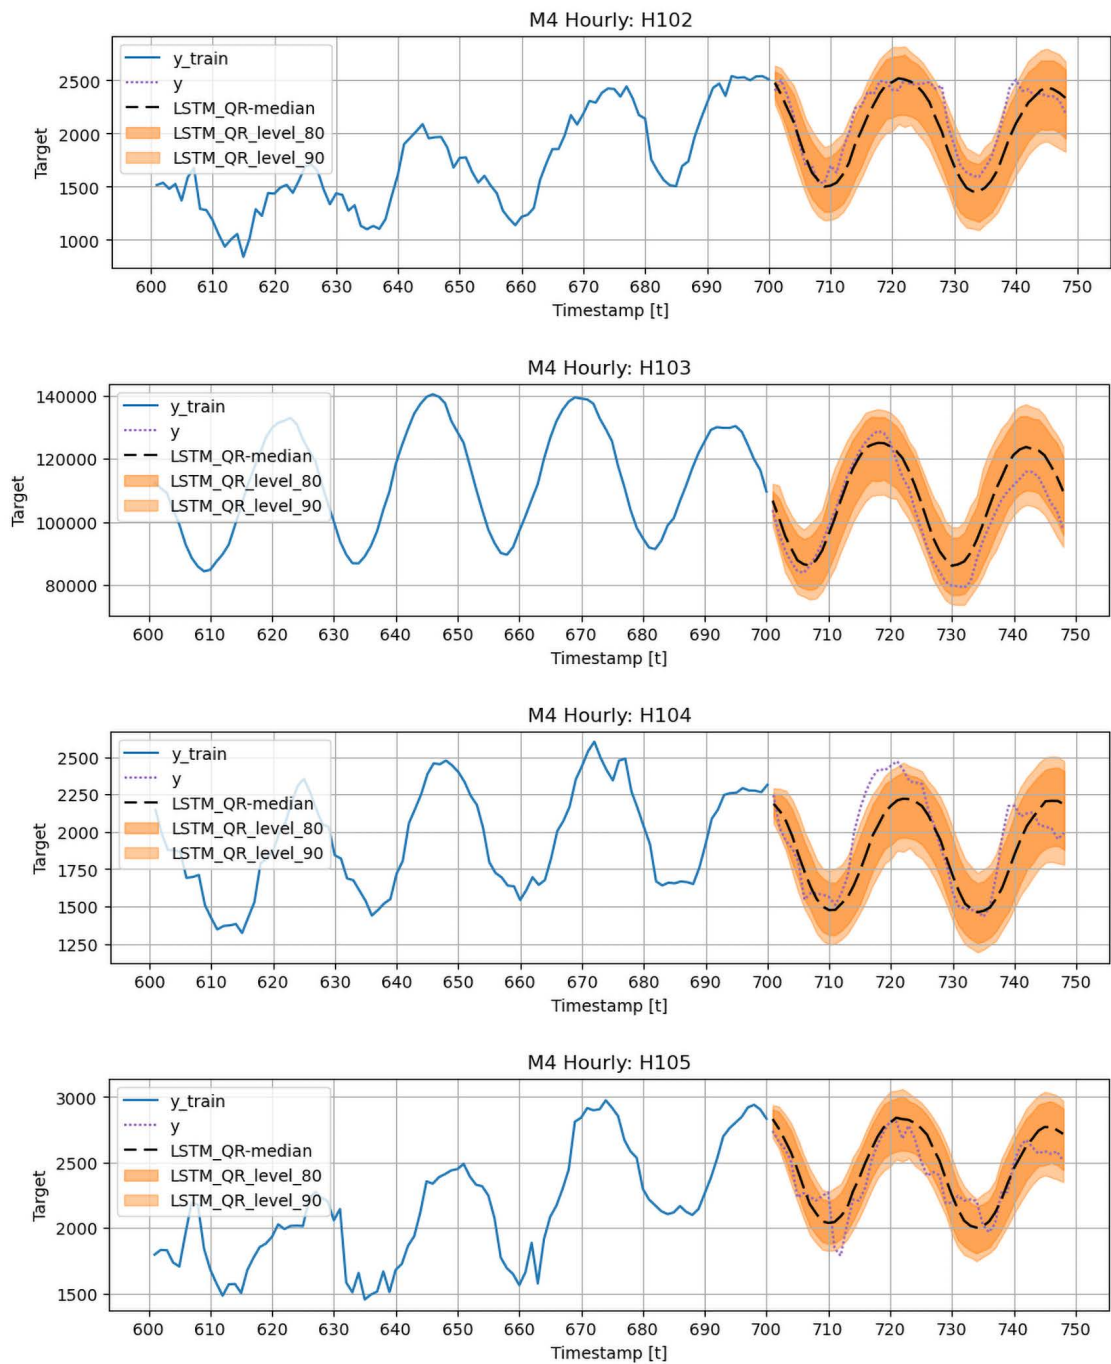 M4 Hourly: H102
y_train
y
LSTM_QR-median
LSTM_QR_level_80
LSTM_QR_level_90
2500
2000
1500
1000
Target
600 610 620 630 640 650 660 670 680 690 700 710 720 730 740 750
Timestamp [t]
M4 Hourly: H103
y_train
y
LSTM_QR-median
LSTM_QR_level_80
LSTM_QR_level_90
140000
120000
100000
80000
Target
600 610 620 630 640 650 660 670 680 690 700 710 720 730 740 750
Timestamp [t]
M4 Hourly: H104
y_train
y
LSTM_QR-median
LSTM_QR_level_80
LSTM_QR_level_90
2500
2250
2000
1750
1500
1250
Target
600 610 620 630 640 650 660 670 680 690 700 710 720 730 740 750
Timestamp [t]
M4 Hourly: H105
y_train
y
LSTM_QR-median
LSTM_QR_level_80
LSTM_QR_level_90
3000
2500
2000
1500
Target
600 610 620 630 640 650 660 670 680 690 700 710 720 730 740 750
Timestamp [t]